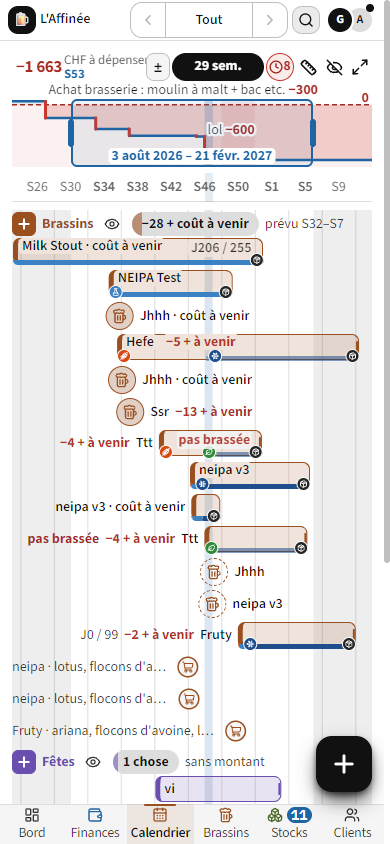 L'Affinée
Tout
G
A
−1 663 CHF à dépenser
S53
±
29 sem.
8
Achat brasserie : moulin à malt + bac etc. −300
0
lol −600
3 août 2026 – 21 févr. 2027
S26 S30 S34 S38 S42 S46 S50 S1 S5 S9
Brassins −28 + coût à venir prévu S32–S7
Milk Stout · coût à venir J206 / 255
NEIPA Test
Jhhh · coût à venir
Hefe −5 + à venir
Jhhh · coût à venir
Ssr −13 + à venir
−4 + à venir Ttt pas brassée
neipa v3
neipa v3 · coût à venir
pas brassée −4 + à venir Ttt
Jhhh
neipa v3
J0 / 99 −2 + à venir Fruty
neipa · lotus, flocons d'a…
neipa · lotus, flocons d'a…
Fruty · ariana, flocons d'avoine, l…
Fêtes 1 chose sans montant
vi
Bord Finances Calendrier Brassins Stocks 11 Clients